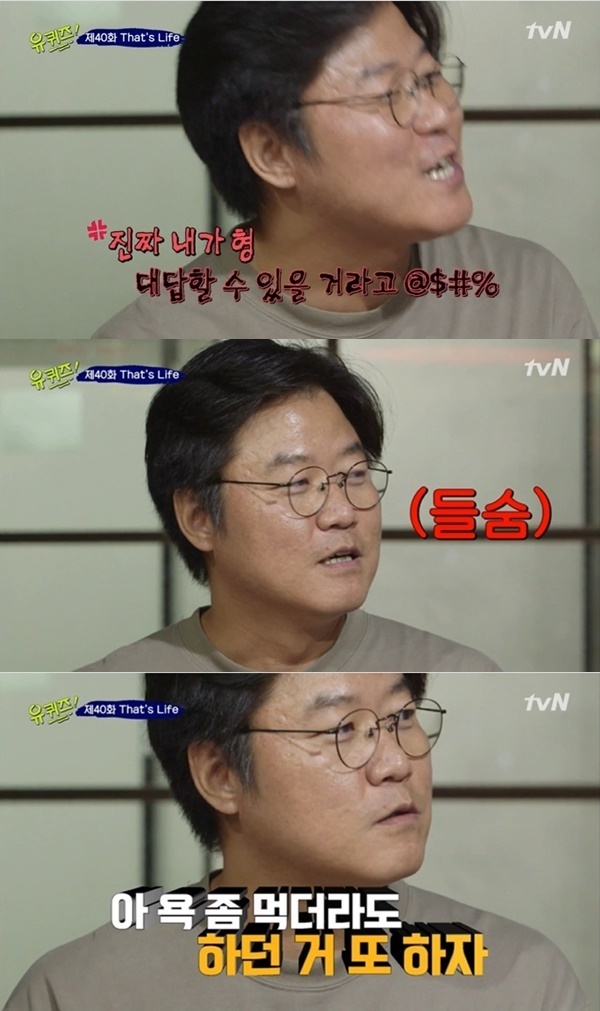 유퀴즈!
제40화 That's Life
tvN
진짜 내가 형
대답할 수 있을 거라고 @$#%
유퀴즈!
제40화 That's Life
tvN
(들숨)
유퀴즈!
제40화 That's Life
tvN
아 욕 좀 먹더라도
하던 거 또 하자